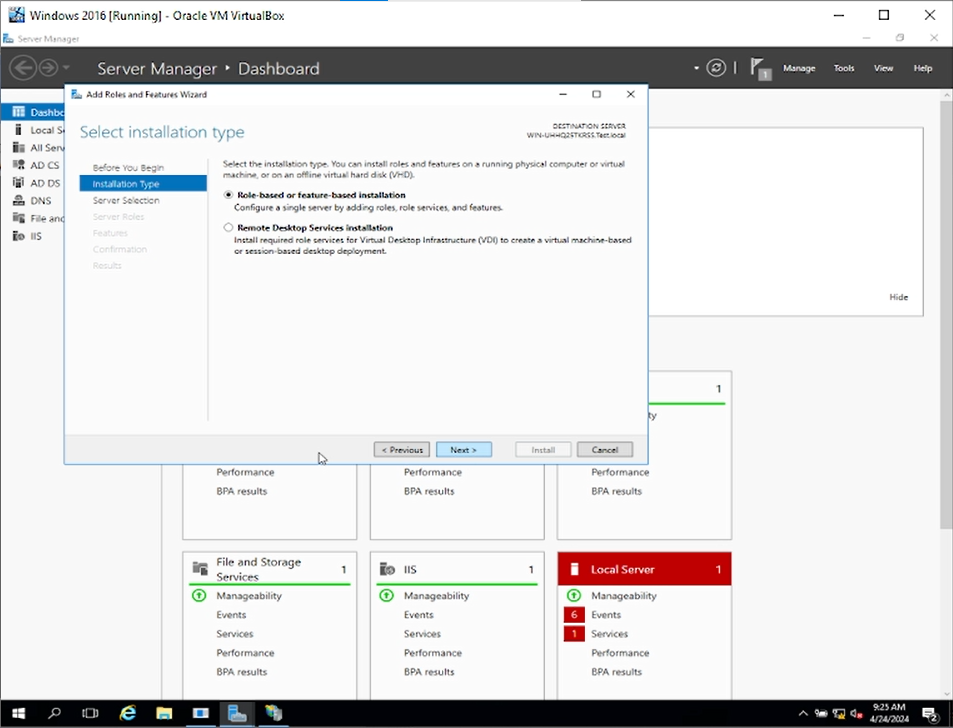 Windows 2016 [Running] - Oracle VM VirtualBox
Server Manager
Server Manager ‣ Dashboard
1
Manage
Tools
View
Help
Dashbo
Local Se
All Serv
AD CS
AD DS
DNS
File and
IIS
Add Roles and Features Wizard
Select installation type
DESTINATION SERVER
Before You Begin
Installation Type
Server Selection
Server Roles
Features
Confirmation
Results
Select the installation type. You can install roles and features on a running physical computer or virtual
machine, or on an offline virtual hard disk (VHD).
Role-based or feature-based installation
Configure a single server by adding roles, role services, and features.
Remote Desktop Services installation
Install required role services for Virtual Desktop Infrastructure (VDI) to create a virtual machine-based
or session-based desktop deployment.
< Previous
Next >
Install
Cancel
Hide
1
ty
Performance
BPA results
Performance
BPA results
Performance
BPA results
File and Storage
Services
1
Manageability
Events
Services
Performance
BPA results
IIS
1
Manageability
Events
Services
Performance
BPA results
Local Server
1
Manageability
6 Events
1 Services
Performance
BPA results
9:25 AM
4/24/2024
2